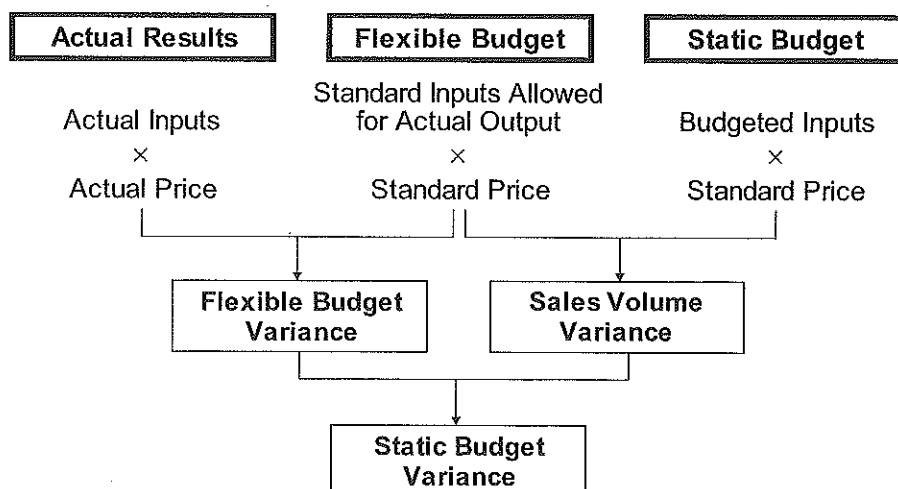 Actual Results
Flexible Budget
Static Budget
Standard Inputs Allowed
for Actual Output
Actual Inputs
Budgeted Inputs
×
×
×
Actual Price
Standard Price
Standard Price
Flexible Budget
Variance
Sales Volume
Variance
Static Budget
Variance